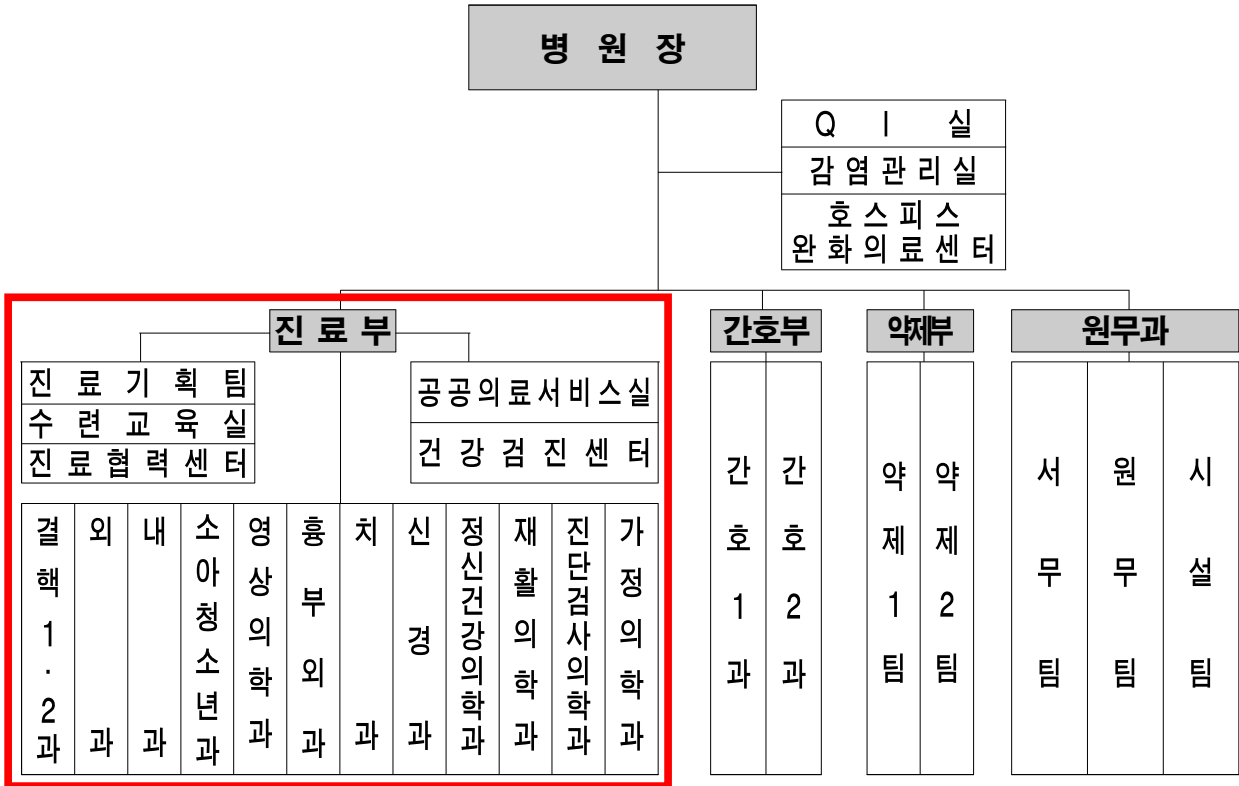 병 원 장
Q I 실
감염관리실
호스피스
완화의료센터
진료부
간호부
약제부
원무과
진료기획팀
수련교육실
진료협력센터
공공의료서비스실
건강검진센터
결핵1·2과
외과
내과
소아청소년과
영상의학과
흉부외과
치과
신경과
정신건강의학과
재활의학과
진단검사의학과
가정의학과
간호1과
간호2과
약제1팀
약제2팀
서무팀
원무팀
시설팀